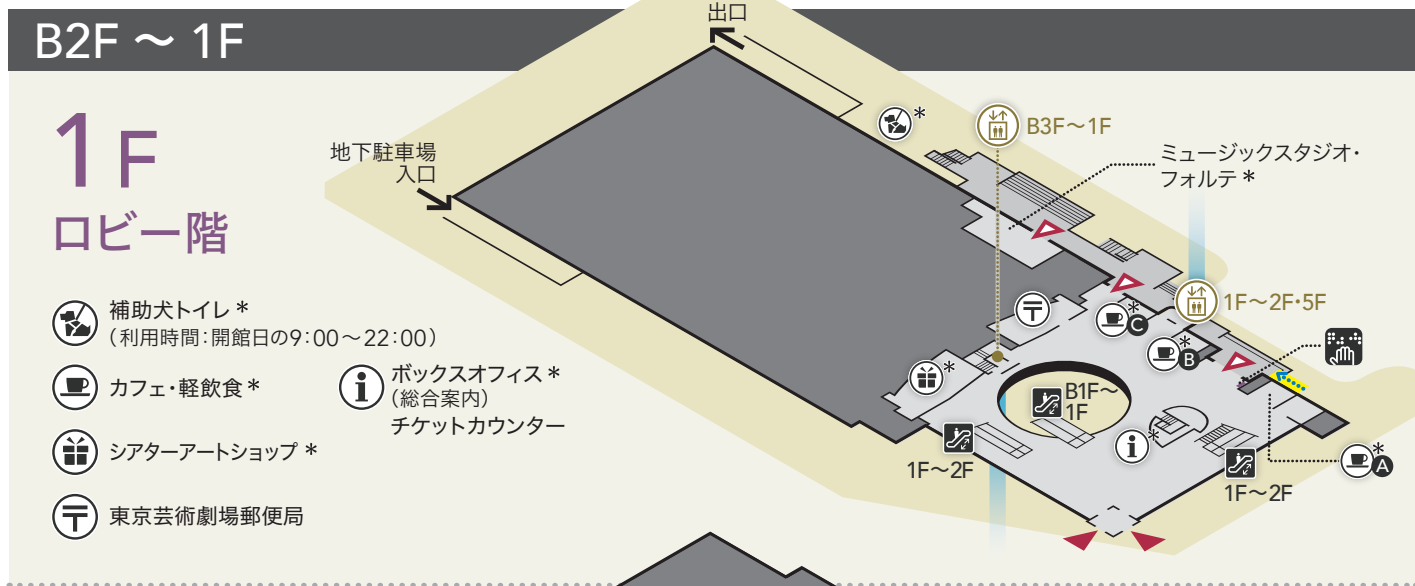 B2F ～ 1F
出口
1F
ロビー階
地下駐車場
入口
B3F～1F
ミュージックスタジオ・
フォルテ＊
補助犬トイレ＊
（利用時間：開館日の9：00～22：00）
カフェ・軽飲食＊
ボックスオフィス＊
（総合案内）
チケットカウンター
シアターアートショップ＊
〒
東京芸術劇場郵便局
＊
〒
＊
C
＊
B
1F～2F・5F
＊
B1F～
1F
i
＊
i
1F～2F
1F～2F
＊
A